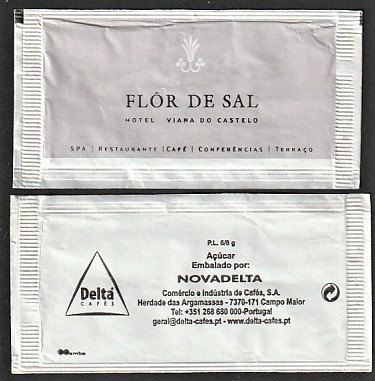 FLÔR DE SAL
HOTEL VIANA DO CASTELO
SPA | RESTAURANTE | CAFÉ | CONFERÊNCIAS | TERRAÇO
P.L. 6/8 g
Açúcar
Embalado por:
NOVADELTA
Comércio e Indústria de Cafés, S.A.
Herdade das Argamassas - 7370-171 Campo Maior
Tel: +351 268 680 000-Portugal
geral@delta-cafes.pt - www.delta-cafes.pt
Delta
CAFÉS